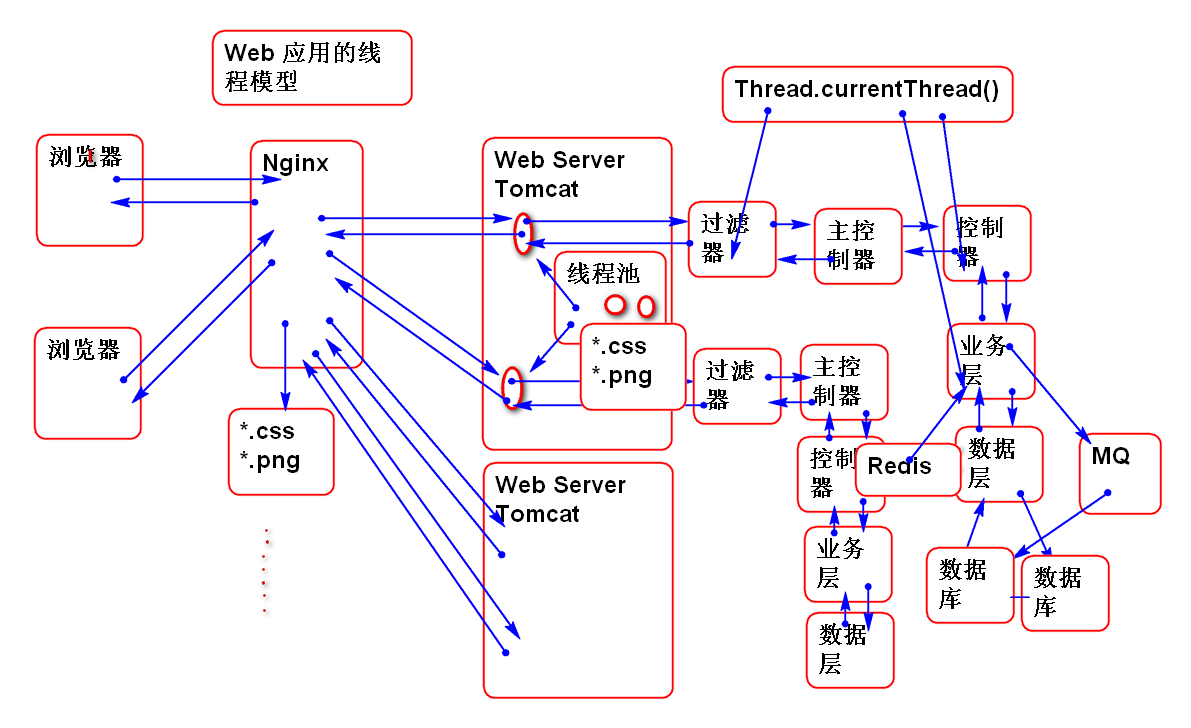 Web 应用的线
程模型
Thread.currentThread()
浏览器
Nginx
Web Server
Tomcat
过滤
器
主控
制器
控制
器
线程池
*.css
*.png
浏览器
业务
层
过滤
器
主控
制器
*.css
*.png
控制
器
Redis
数据
层
MQ
Web Server
Tomcat
业务
层
数据
库
数据
库
数据
层